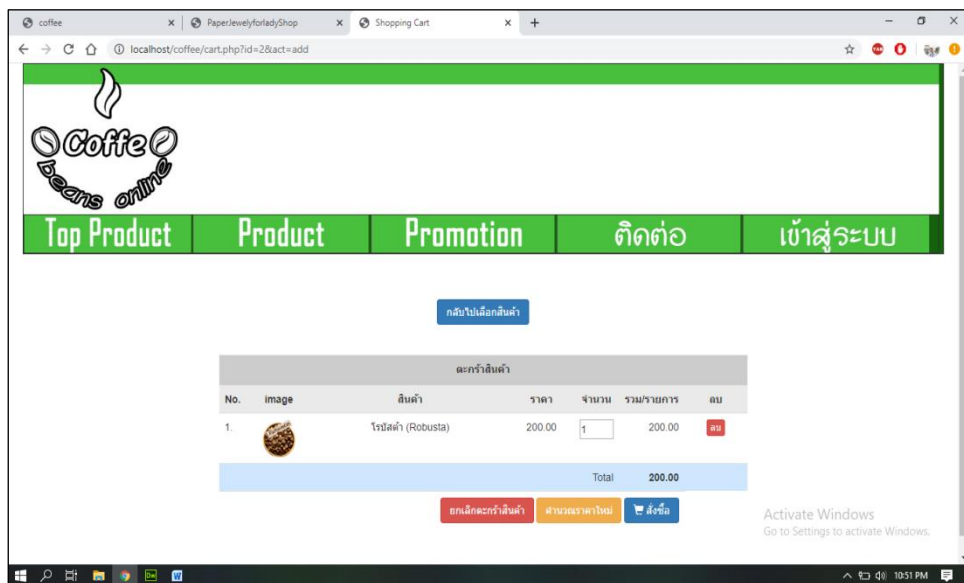 coffee
PaperJewelyforladyShop
Shopping Cart
localhost/coffee/cart.php?id=2&act=add
Coffe
beans online
Top Product Product Promotion ติดต่อ เข้าสู่ระบบ
กลับไปเลือกสินค้า
ตะกร้าสินค้า
No. image สินค้า ราคา จำนวน รวม/รายการ ลบ
1. โรบัสต้า (Robusta) 200.00 1 200.00 ลบ
Total 200.00
ยกเลิกตะกร้าสินค้า คำนวณราคาใหม่ สั่งซื้อ
Activate Windows
Go to Settings to activate Windows.
10:51 PM